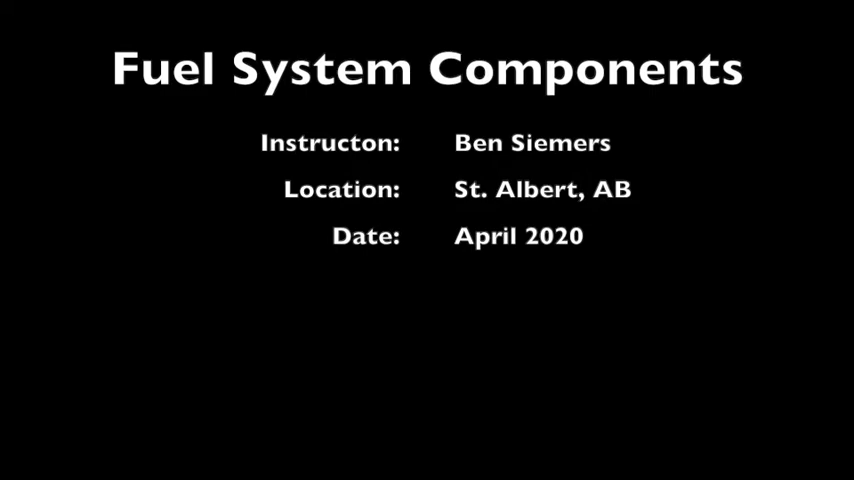 Fuel System Components
Instructon: Ben Siemers
Location: St. Albert, AB
Date: April 2020